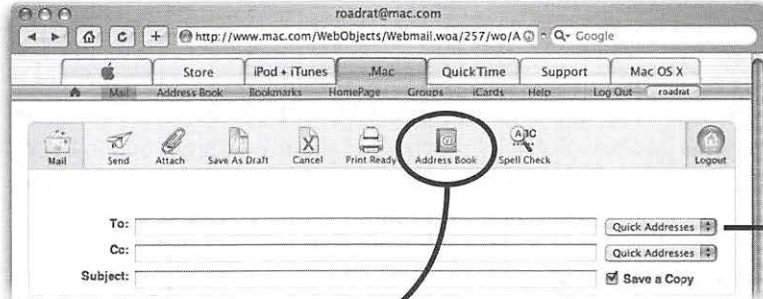 roadrat@mac.com
http://www.mac.com/WebObjects/Webmail.woa/257/wo/A Google
Store iPod + iTunes .Mac QuickTime Support Mac OS X
Mail Address Book Bookmarks HomePage Groups iCards Help Log Out roadrat
ABC
Mail Send Attach Save As Draft Cancel Print Ready Address Book Spell Check Logout
To: Quick Addresses
Cc: Quick Addresses
Subject: Save a Copy